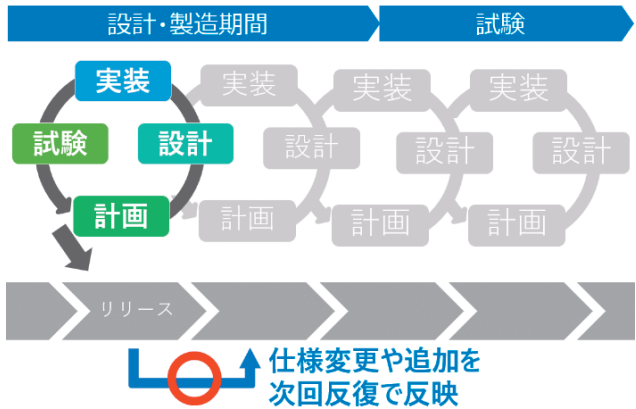 設計・製造期間
試験
実装
実装
実装
実装
試験
設計
設計
設計
設計
計画
計画
計画
計画
リリース
仕様変更や追加を
次回反復で反映